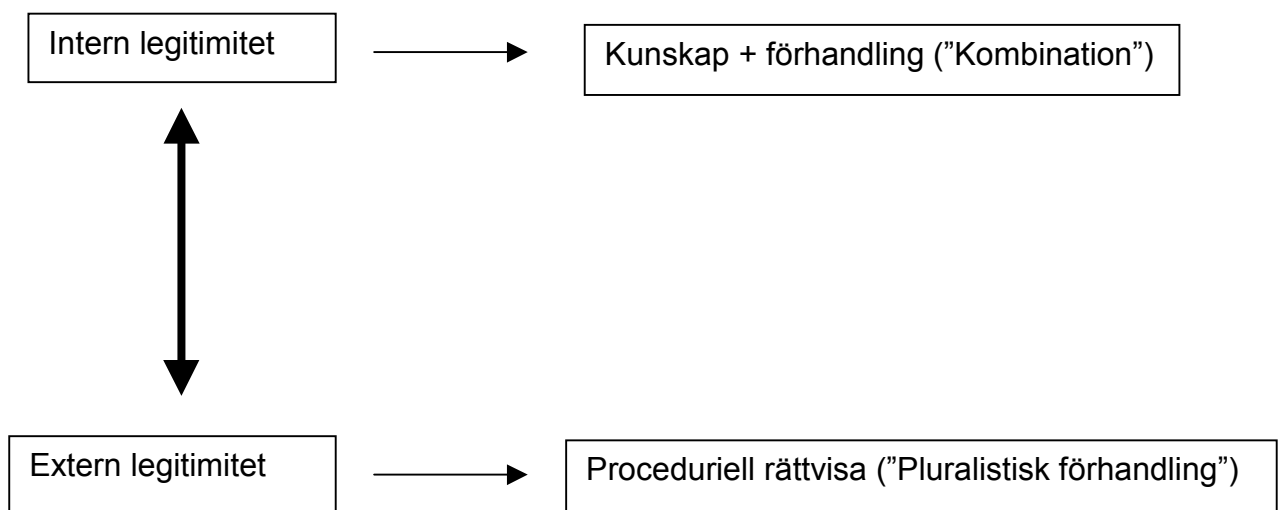 Intern legitimitet
Kunskap + förhandling (”Kombination”)
Extern legitimitet
Proceduriell rättvisa (”Pluralistisk förhandling”)